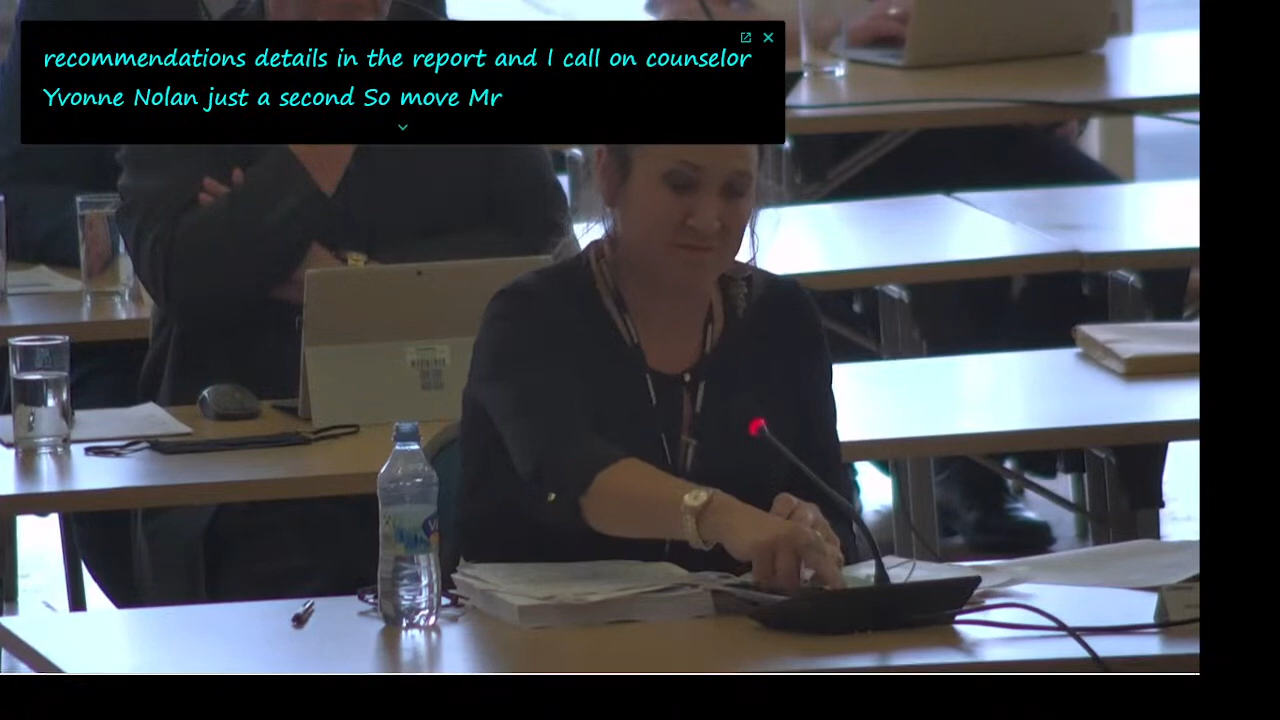 recommendations details in the report and I call on counselor
Yvonne Nolan just a second So move Mr